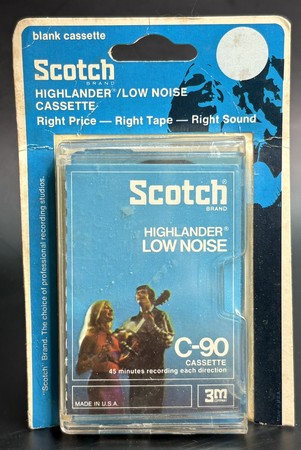 blank cassette
Scotch
BRAND
HIGHLANDER®/LOW NOISE
CASSETTE
Right Price — Right Tape — Right Sound
"Scotch" Brand. The choice of professional recording studios.
Scotch
BRAND
HIGHLANDER®
LOW NOISE
C-90
CASSETTE
45 minutes recording each direction
MADE IN U.S.A.
3M